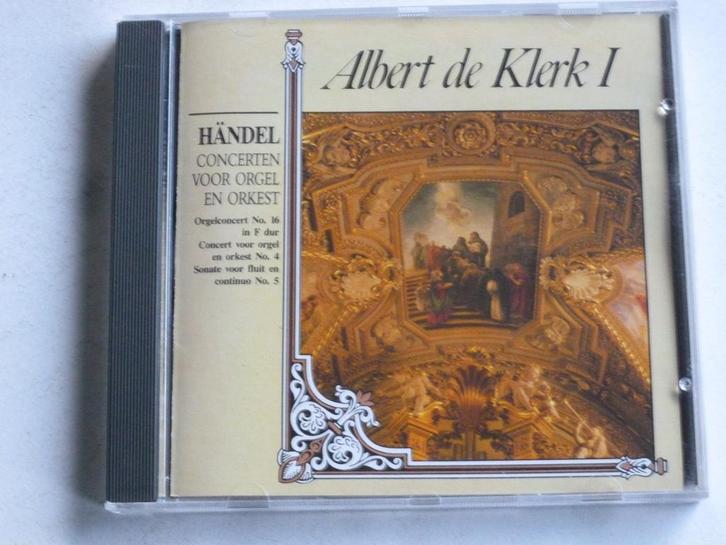 Albert de Klerk I
HÄNDEL
CONCERTEN
VOOR ORGEL
EN ORKEST
Orgelconcert No. 16
in F dur
Concert voor orgel
en orkest No. 4
Sonate voor fluit en
continuo No. 5